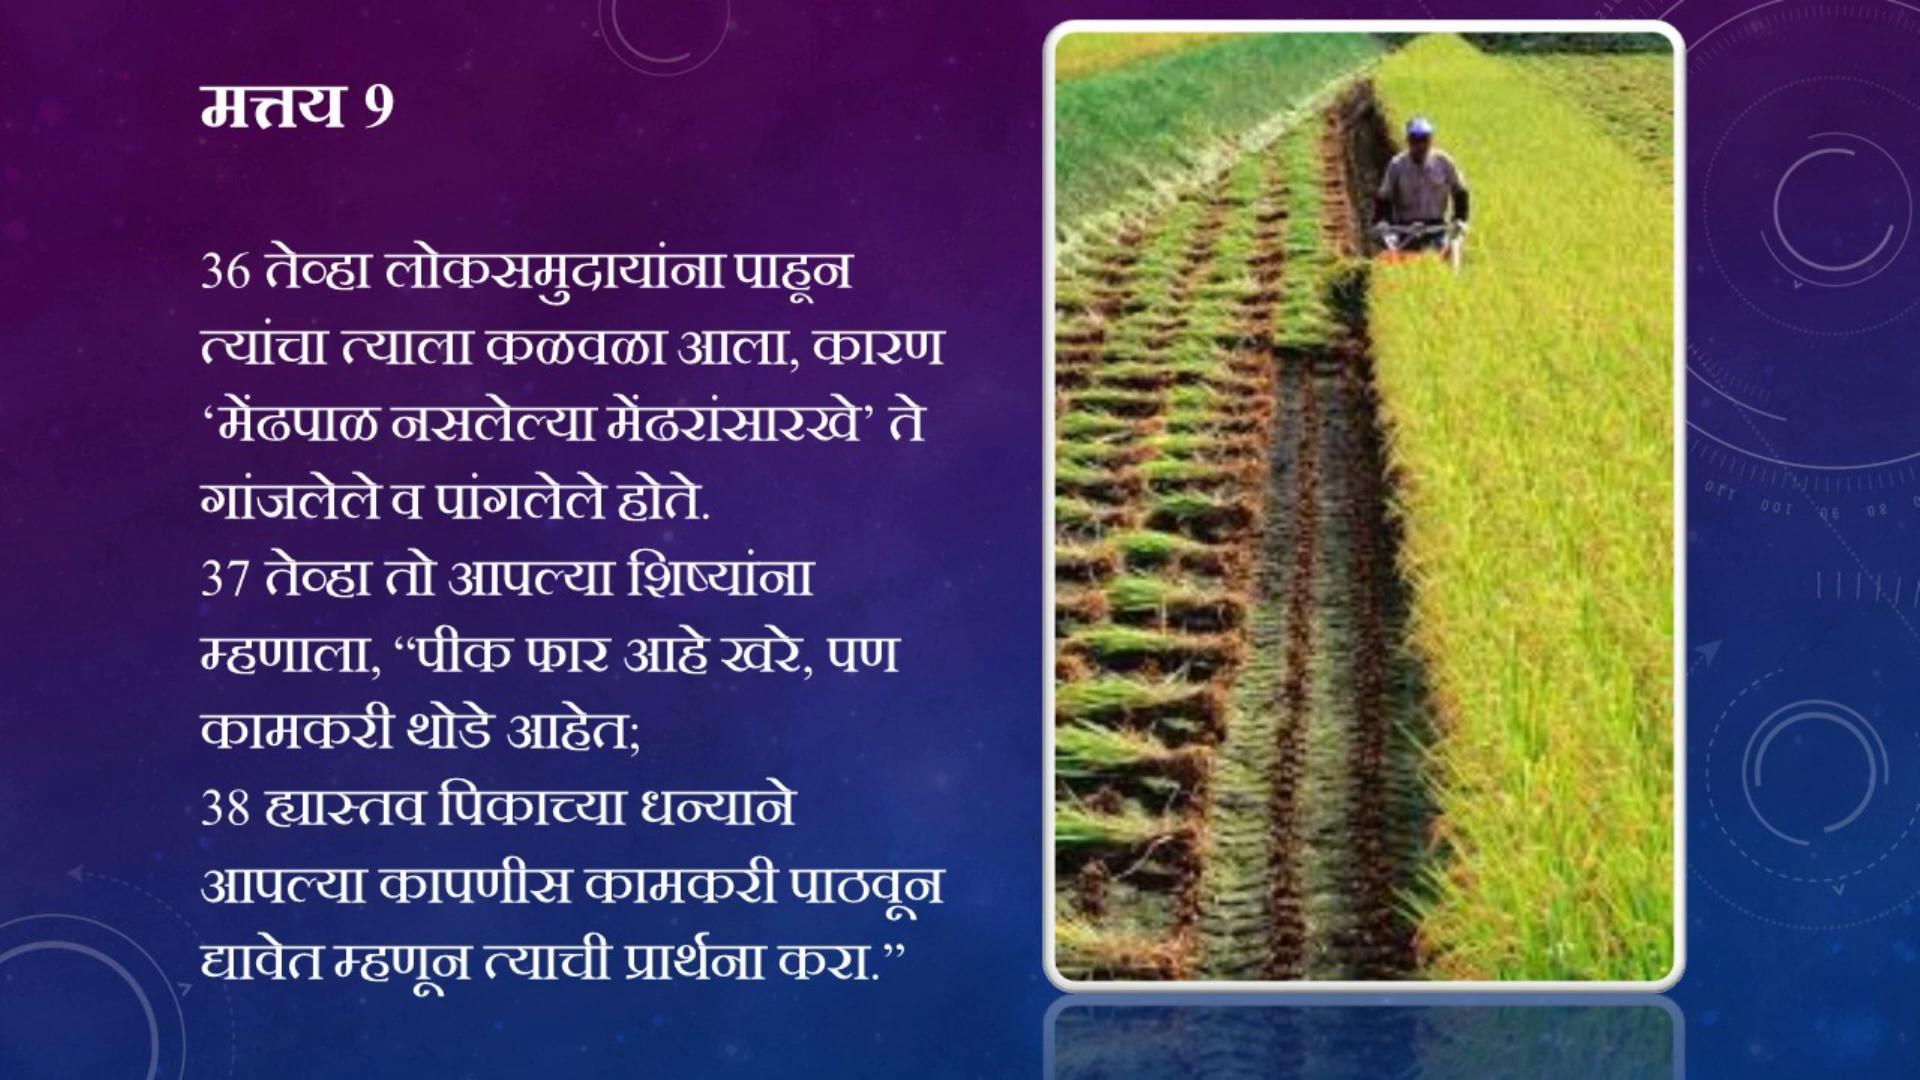 मत्तय 9
36 तेव्हा लोकसमुदायांना पाहून
त्यांचा त्याला कळवळा आला, कारण
‘मेंढपाळ नसलेल्या मेंढरांसारखे’ ते
गांजलेले व पांगलेले होते.
37 तेव्हा तो आपल्या शिष्यांना
म्हणाला, “पीक फार आहे खरे, पण
कामकरी थोडे आहेत;
38 ह्यास्तव पिकाच्या धन्याने
आपल्या कापणीस कामकरी पाठवून
द्यावेत म्हणून त्याची प्रार्थना करा.”